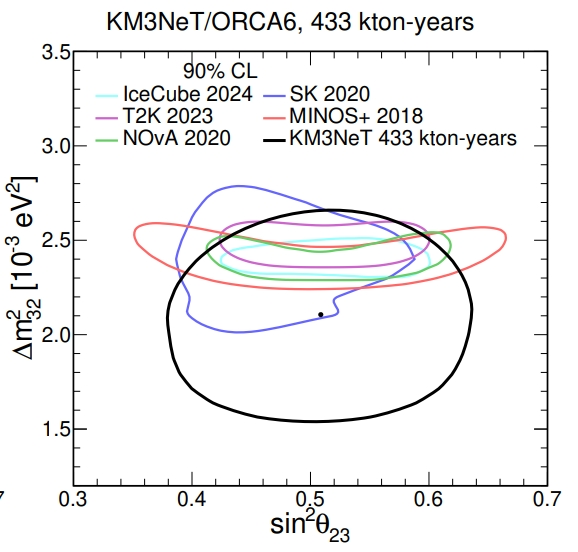 KM3NeT/ORCA6, 433 kton-years
90% CL
IceCube 2024 SK 2020
T2K 2023 MINOS+ 2018
NOvA 2020 KM3NeT 433 kton-years
3.5
3.0
2.5
2.0
1.5
Δm²₃₂ [10⁻³ eV²]
7 0.3 0.4 0.5 0.6 0.7
sin²θ₂₃